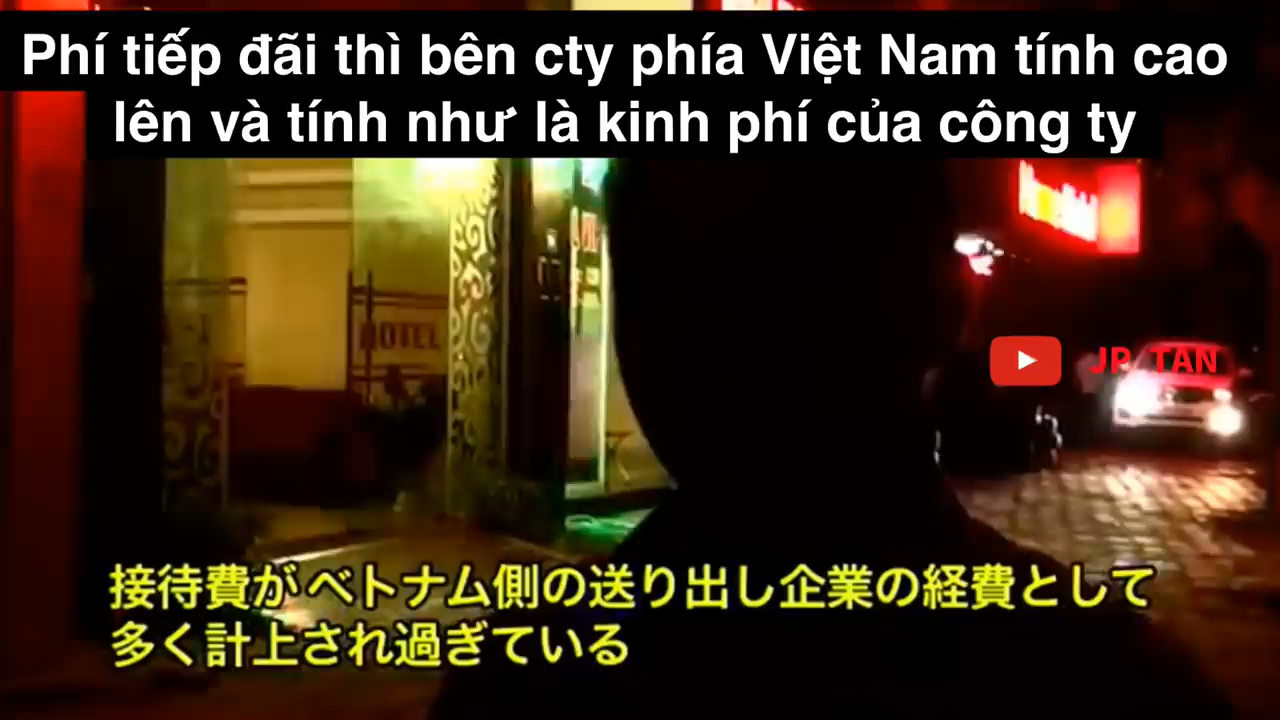 Phí tiếp đãi thì bên cty phía Việt Nam tính cao
lên và tính như là kinh phí của công ty
HOTEL
JP TAN
接待費がベトナム側の送り出し企業の経費として
多く計上され過ぎている